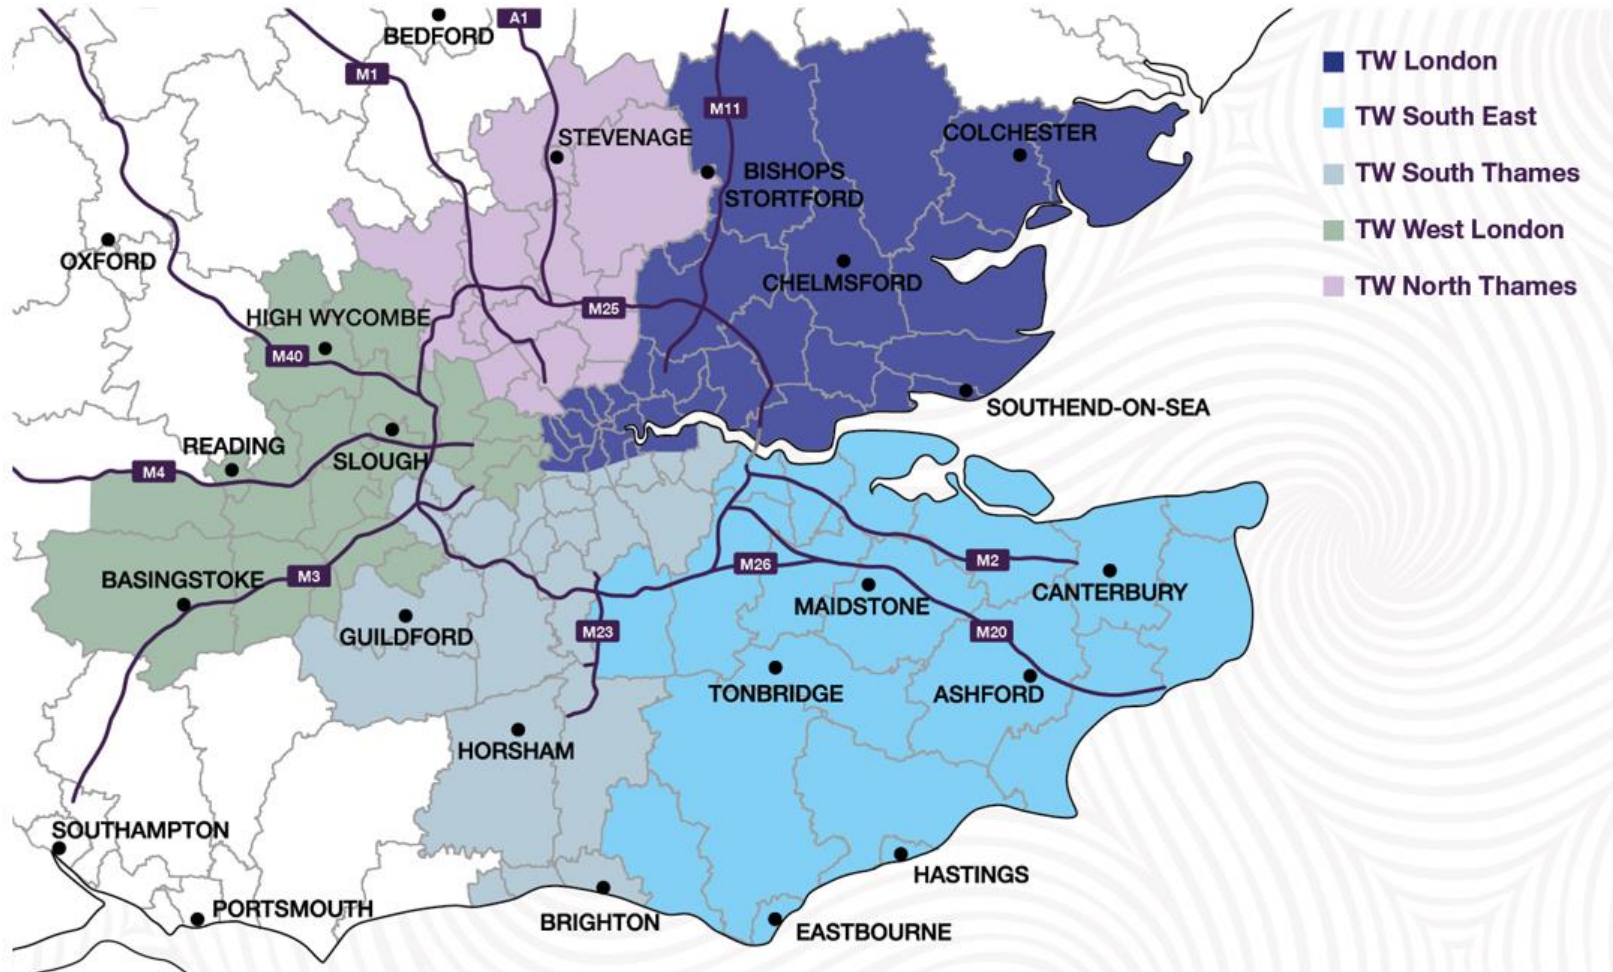 BEDFORD
A1
M1
M11
STEVENAGE
COLCHESTER
BISHOPS
STORTFORD
OXFORD
CHELMSFORD
M25
HIGH WYCOMBE
M40
SOUTHEND-ON-SEA
READING
SLOUGH
M4
BASINGSTOKE
M3
M26
M2
CANTERBURY
MAIDSTONE
GUILDFORD
M23
M20
TONBRIDGE
ASHFORD
HORSHAM
SOUTHAMPTON
HASTINGS
PORTSMOUTH
BRIGHTON
EASTBOURNE
TW London
TW South East
TW South Thames
TW West London
TW North Thames